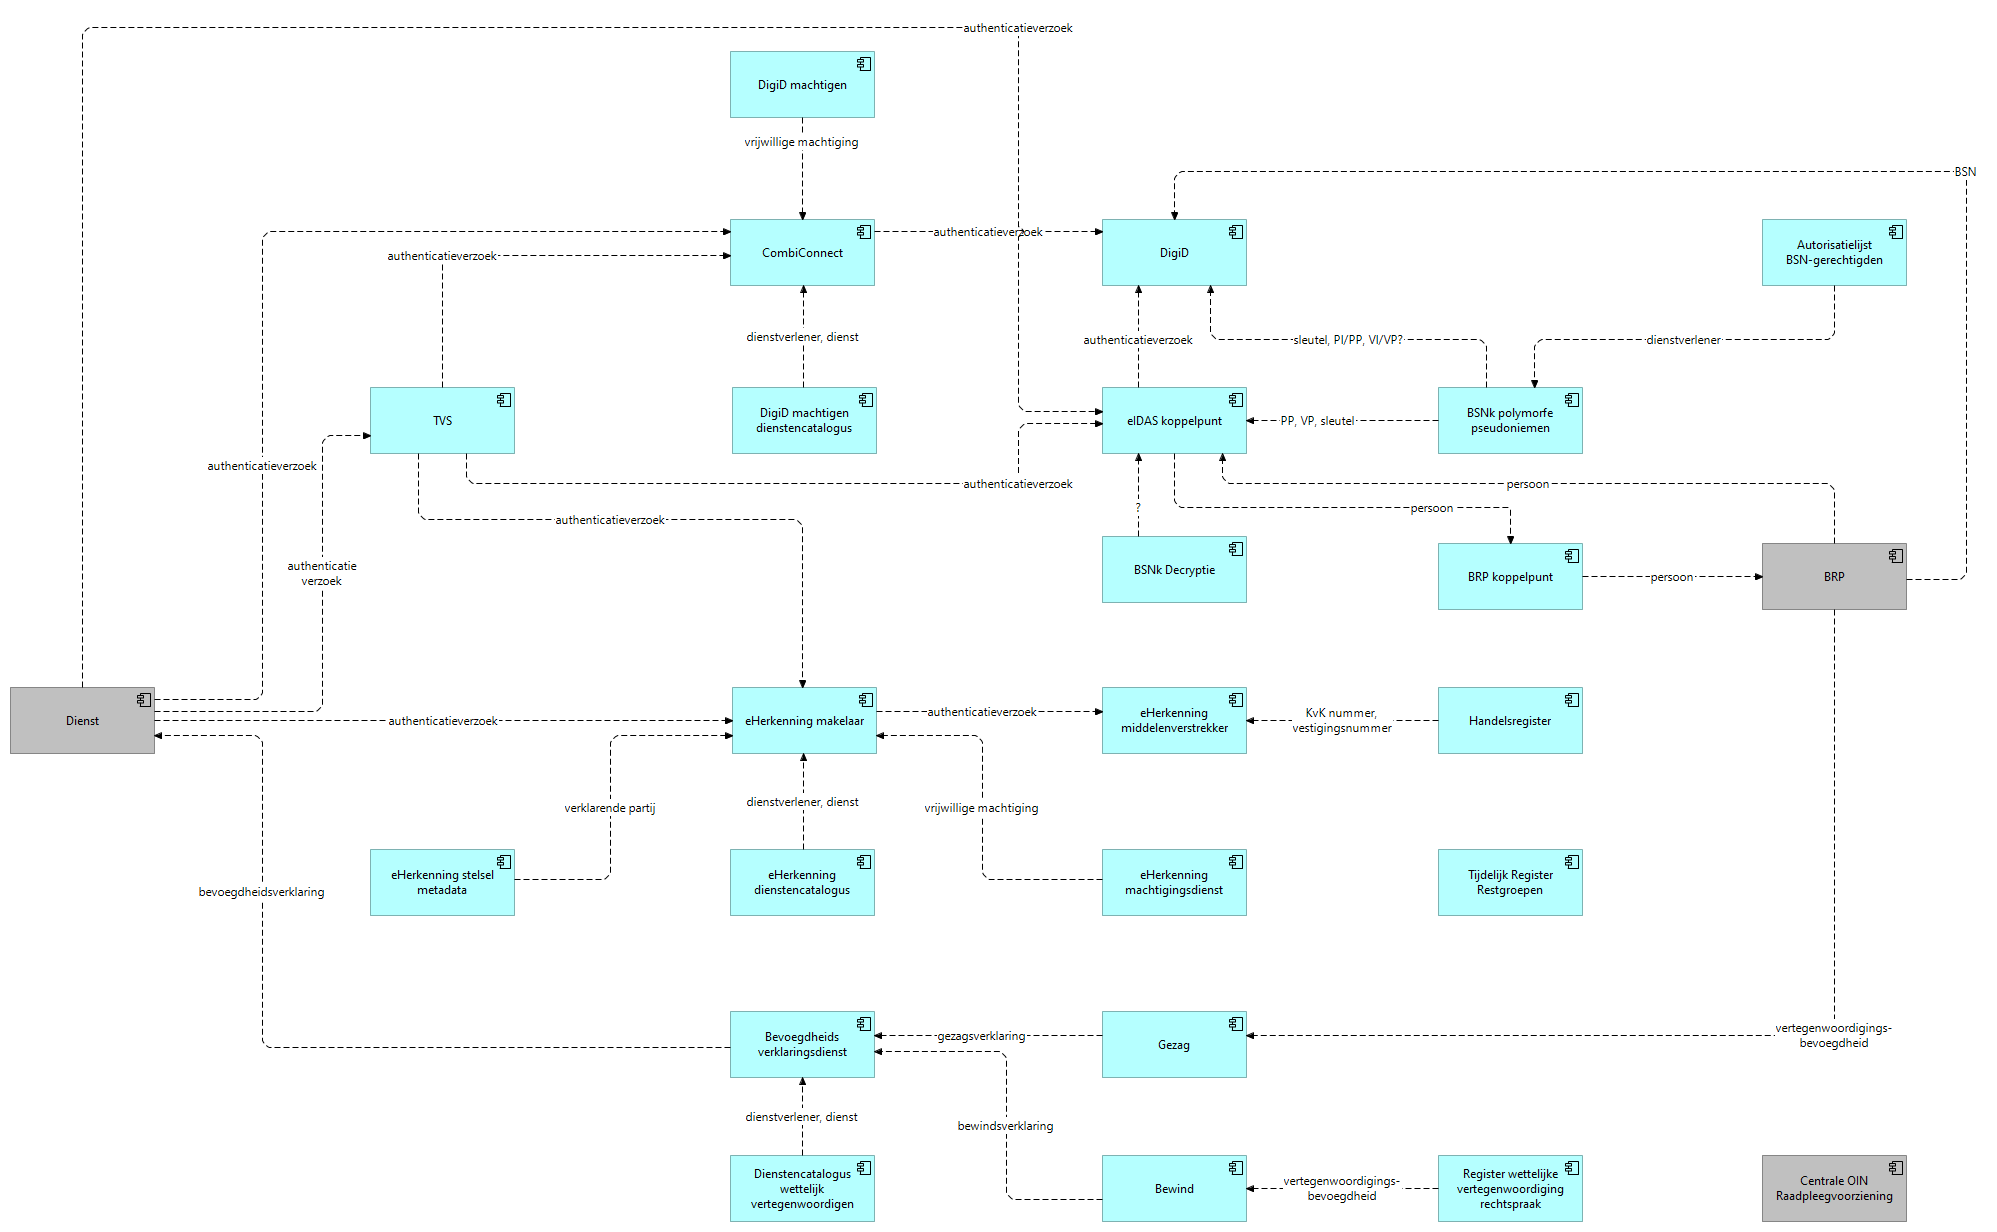 authenticatieverzoek
DigiD machtigen
vrijwillige machtiging
BSN
authenticatieverzoek
authenticatieverzoek
CombiConnect
DigiD
Autorisatielijst
BSN-gerechtigden
dienstverlener, dienst
authenticatieverzoek
sleutel, PI/PP, VI/VP?
dienstverlener
TVS
DigiD machtigen
dienstencatalogus
eIDAS koppelpunt
PP, VP, sleutel
BSNk polymorfe
pseudoniemen
authenticatieverzoek
authenticatieverzoek
persoon
?
persoon
authenticatieverzoek
authenticatie
verzoek
BSNk Decryptie
BRP koppelpunt
persoon
BRP
Dienst
authenticatieverzoek
eHerkenning makelaar
authenticatieverzoek
eHerkenning
middelenverstrekker
KvK nummer,
vestigingsnummer
Handelsregister
verklarende partij
dienstverlener, dienst
vrijwillige machtiging
bevoegdheidsverklaring
eHerkenning stelsel
metadata
eHerkenning
dienstencatalogus
eHerkenning
machtigingsdienst
Tijdelijk Register
Restgroepen
Bevoegdheids
verklaringsdienst
gezagsverklaring
Gezag
vertegenwoordigings-
bevoegdheid
dienstverlener, dienst
bewindsverklaring
Dienstencatalogus
wettelijk
vertegenwoordigen
Bewind
vertegenwoordigings-
bevoegdheid
Register wettelijke
vertegenwoordiging
rechtspraak
Centrale OIN
Raadpleegvoorziening